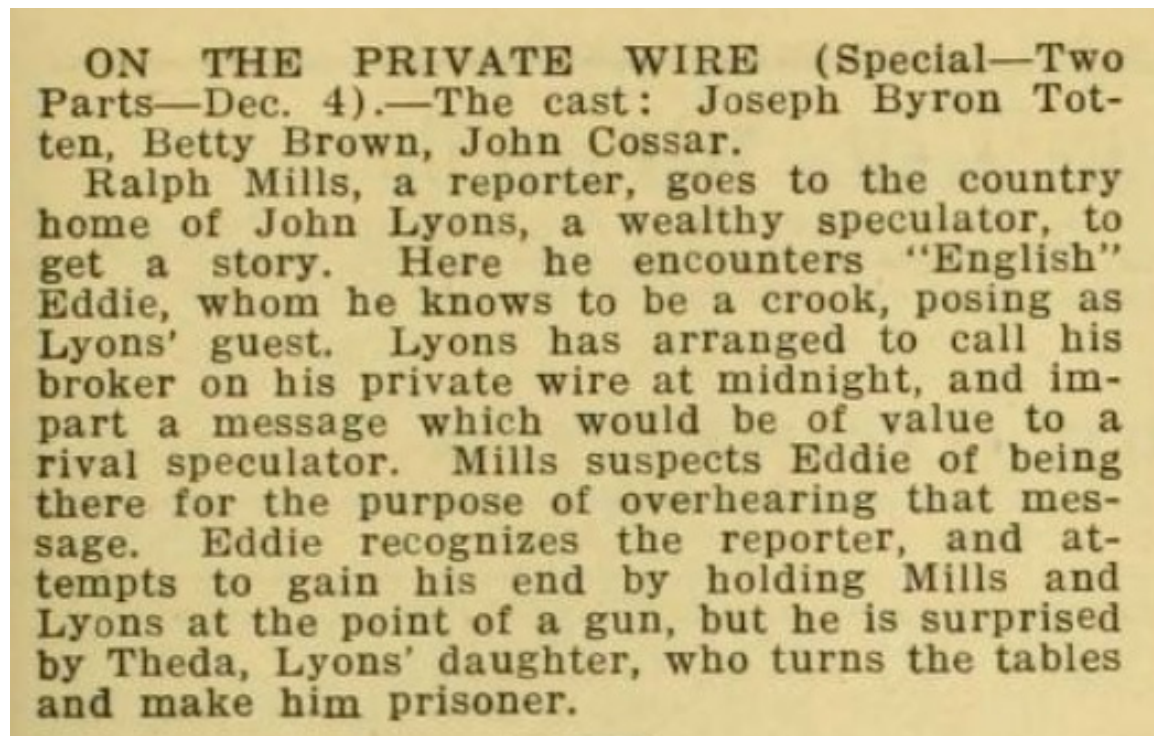 ON THE PRIVATE WIRE (Special—Two
Parts—Dec. 4).—The cast: Joseph Byron Tot-
ten, Betty Brown, John Cossar.
Ralph Mills, a reporter, goes to the country
home of John Lyons, a wealthy speculator, to
get a story. Here he encounters "English"
Eddie, whom he knows to be a crook, posing as
Lyons' guest. Lyons has arranged to call his
broker on his private wire at midnight, and im-
part a message which would be of value to a
rival speculator. Mills suspects Eddie of being
there for the purpose of overhearing that mes-
sage. Eddie recognizes the reporter, and at-
tempts to gain his end by holding Mills and
Lyons at the point of a gun, but he is surprised
by Theda, Lyons' daughter, who turns the tables
and make him prisoner.